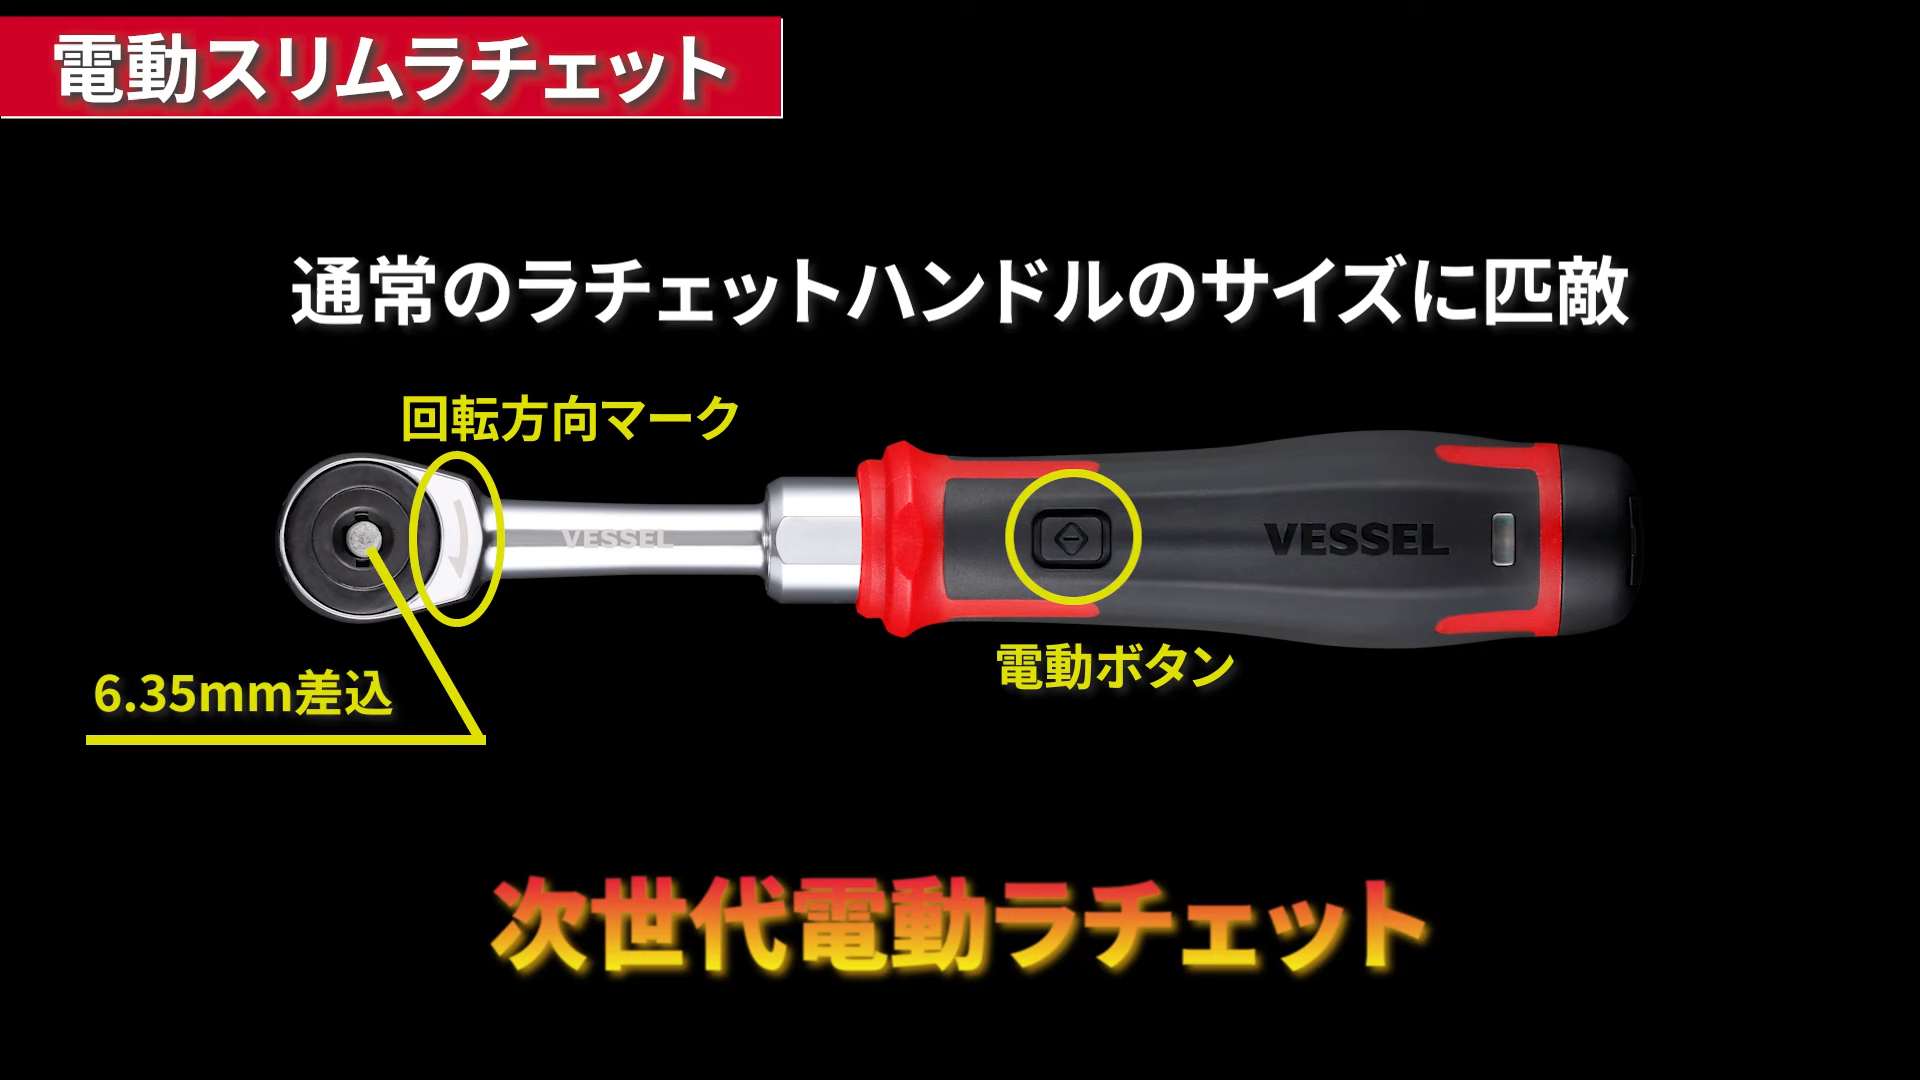 電動スリムラチェット
通常のラチェットハンドルのサイズに匹敵
回転方向マーク
VESSEL
VESSEL
電動ボタン
6.35mm差込
次世代電動ラチェット